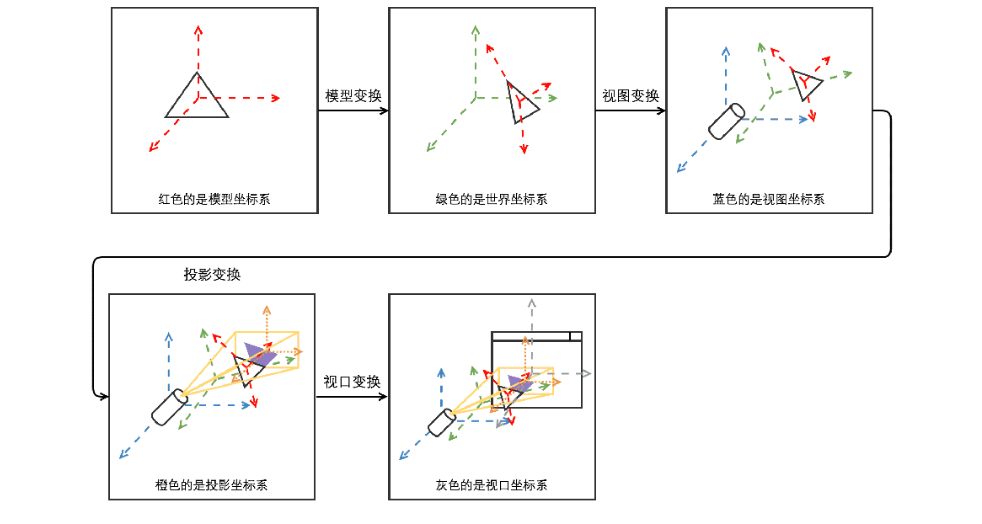 模型变换
视图变换
红色的是模型坐标系
绿色的是世界坐标系
蓝色的是视图坐标系
投影变换
视口变换
橙色的是投影坐标系
灰色的是视口坐标系